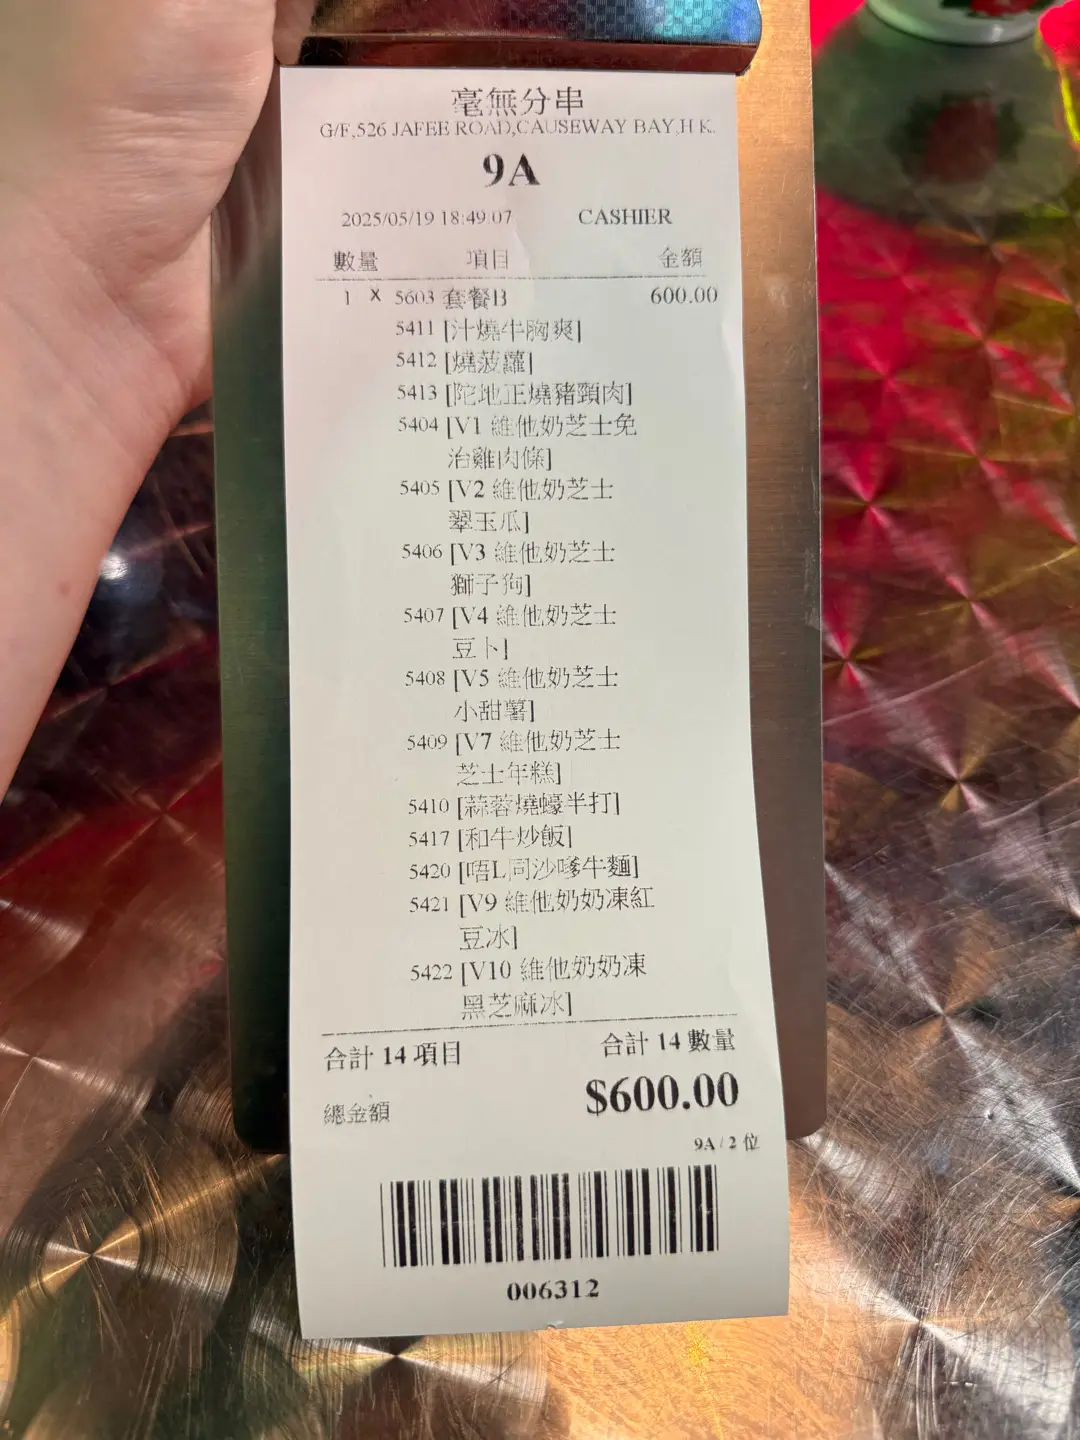 毫無分串
G/F,526 JAFEE ROAD,CAUSEWAY BAY,H K.
9A
2025/05/19 18:49:07 CASHIER
數量 項目 金額
1 X 5603 套餐B 600.00
5411 [汁燒牛胸爽]
5412 [燒菠蘿]
5413 [陀地正燒豬頸肉]
5404 [V1 維他奶芝士免
治雞肉條]
5405 [V2 維他奶芝士
翠玉瓜]
5406 [V3 維他奶芝士
獅子狗]
5407 [V4 維他奶芝士
豆卜]
5408 [V5 維他奶芝士
小甜薯]
5409 [V7 維他奶芝士
芝士年糕]
5410 [蒜蓉燒蠔半打]
5417 [和牛炒飯]
5420 [唔L同沙嗲牛麵]
5421 [V9 維他奶奶凍紅
豆冰]
5422 [V10 維他奶奶凍
黑芝麻冰]
合計 14 項目 合計 14 數量
總金額 $600.00
9A / 2 位
006312